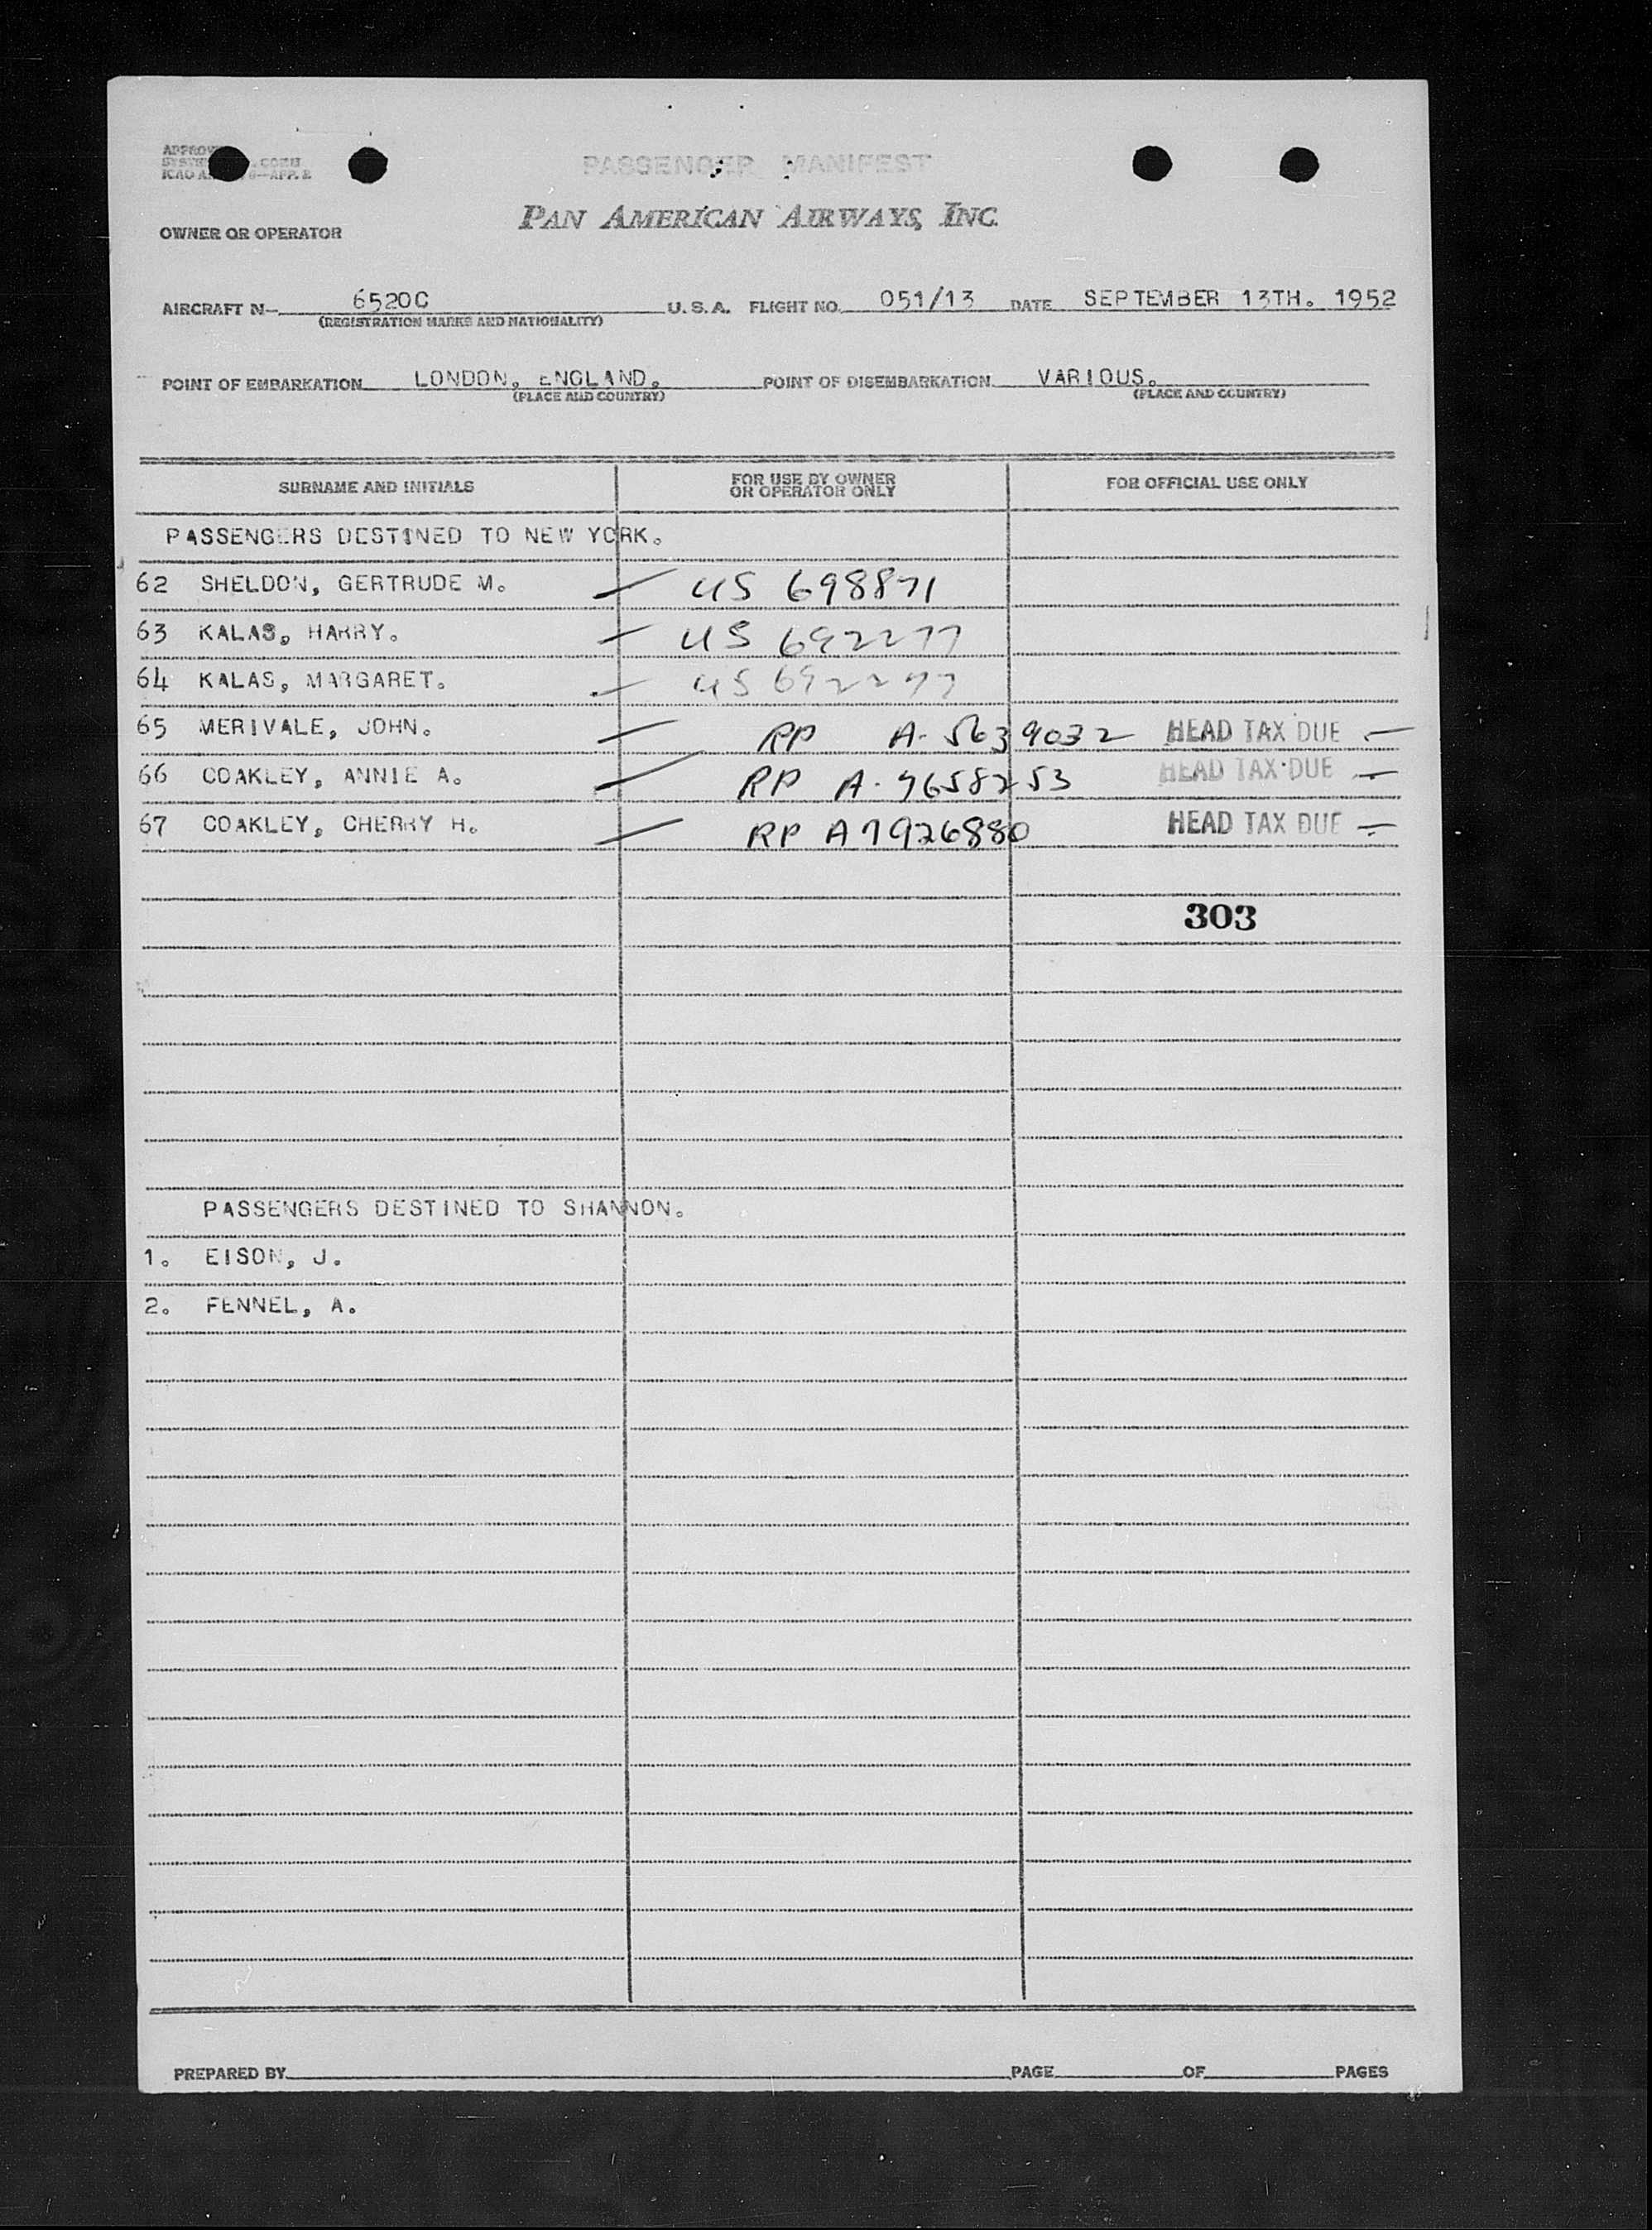 PASSENGER MANIFEST
PAN AMERICAN AIRWAYS, INC.
OWNER OR OPERATOR
AIRCRAFT N- 6520C U.S.A. FLIGHT NO. 051/13 DATE SEPTEMBER 13TH. 1952
(REGISTRATION MARKS AND NATIONALITY)
POINT OF EMBARKATION LONDON, ENGLAND. POINT OF DISEMBARKATION VARIOUS.
(PLACE AND COUNTRY) (PLACE AND COUNTRY)
SURNAME AND INITIALS FOR USE BY OWNER OR OPERATOR ONLY FOR OFFICIAL USE ONLY
PASSENGERS DESTINED TO NEW YORK.
62 SHELDON, GERTRUDE M. US 698871
63 KALAS, HARRY. US 692277
64 KALAS, MARGARET. US 692277
65 MERIVALE, JOHN. RP A-5639032 HEAD TAX DUE
66 COAKLEY, ANNIE A. RP A-7658253 HEAD TAX DUE
67 COAKLEY, CHERRY H. RP A7926880 HEAD TAX DUE
303
PASSENGERS DESTINED TO SHANNON.
1. EISON, J.
2. FENNEL, A.
PREPARED BY PAGE OF PAGES